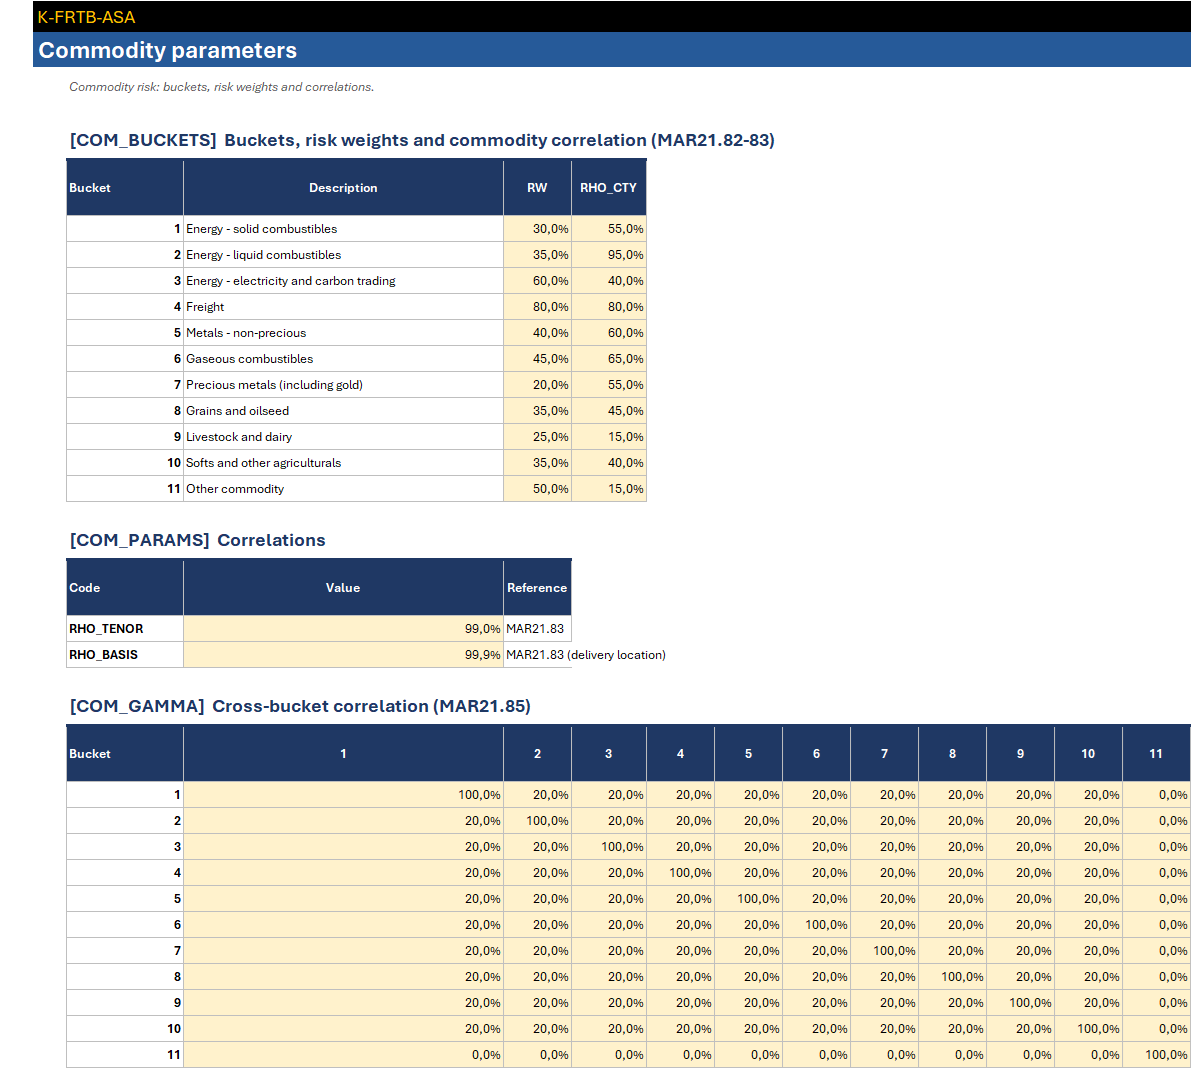 K-FRTB-ASA
Commodity parameters
Commodity risk: buckets, risk weights and correlations.
[COM_BUCKETS] Buckets, risk weights and commodity correlation (MAR21.82-83)
Bucket Description RW RHO_CTY
1 Energy - solid combustibles 30,0% 55,0%
2 Energy - liquid combustibles 35,0% 95,0%
3 Energy - electricity and carbon trading 60,0% 40,0%
4 Freight 80,0% 80,0%
5 Metals - non-precious 40,0% 60,0%
6 Gaseous combustibles 45,0% 65,0%
7 Precious metals (including gold) 20,0% 55,0%
8 Grains and oilseed 35,0% 45,0%
9 Livestock and dairy 25,0% 15,0%
10 Softs and other agriculturals 35,0% 40,0%
11 Other commodity 50,0% 15,0%
[COM_PARAMS] Correlations
Code Value Reference
RHO_TENOR 99,0% MAR21.83
RHO_BASIS 99,9% MAR21.83 (delivery location)
[COM_GAMMA] Cross-bucket correlation (MAR21.85)
Bucket 1 2 3 4 5 6 7 8 9 10 11
1 100,0% 20,0% 20,0% 20,0% 20,0% 20,0% 20,0% 20,0% 20,0% 20,0% 0,0%
2 20,0% 100,0% 20,0% 20,0% 20,0% 20,0% 20,0% 20,0% 20,0% 20,0% 0,0%
3 20,0% 20,0% 100,0% 20,0% 20,0% 20,0% 20,0% 20,0% 20,0% 20,0% 0,0%
4 20,0% 20,0% 20,0% 100,0% 20,0% 20,0% 20,0% 20,0% 20,0% 20,0% 0,0%
5 20,0% 20,0% 20,0% 20,0% 100,0% 20,0% 20,0% 20,0% 20,0% 20,0% 0,0%
6 20,0% 20,0% 20,0% 20,0% 20,0% 100,0% 20,0% 20,0% 20,0% 20,0% 0,0%
7 20,0% 20,0% 20,0% 20,0% 20,0% 20,0% 100,0% 20,0% 20,0% 20,0% 0,0%
8 20,0% 20,0% 20,0% 20,0% 20,0% 20,0% 20,0% 100,0% 20,0% 20,0% 0,0%
9 20,0% 20,0% 20,0% 20,0% 20,0% 20,0% 20,0% 20,0% 100,0% 20,0% 0,0%
10 20,0% 20,0% 20,0% 20,0% 20,0% 20,0% 20,0% 20,0% 20,0% 100,0% 0,0%
11 0,0% 0,0% 0,0% 0,0% 0,0% 0,0% 0,0% 0,0% 0,0% 0,0% 100,0%